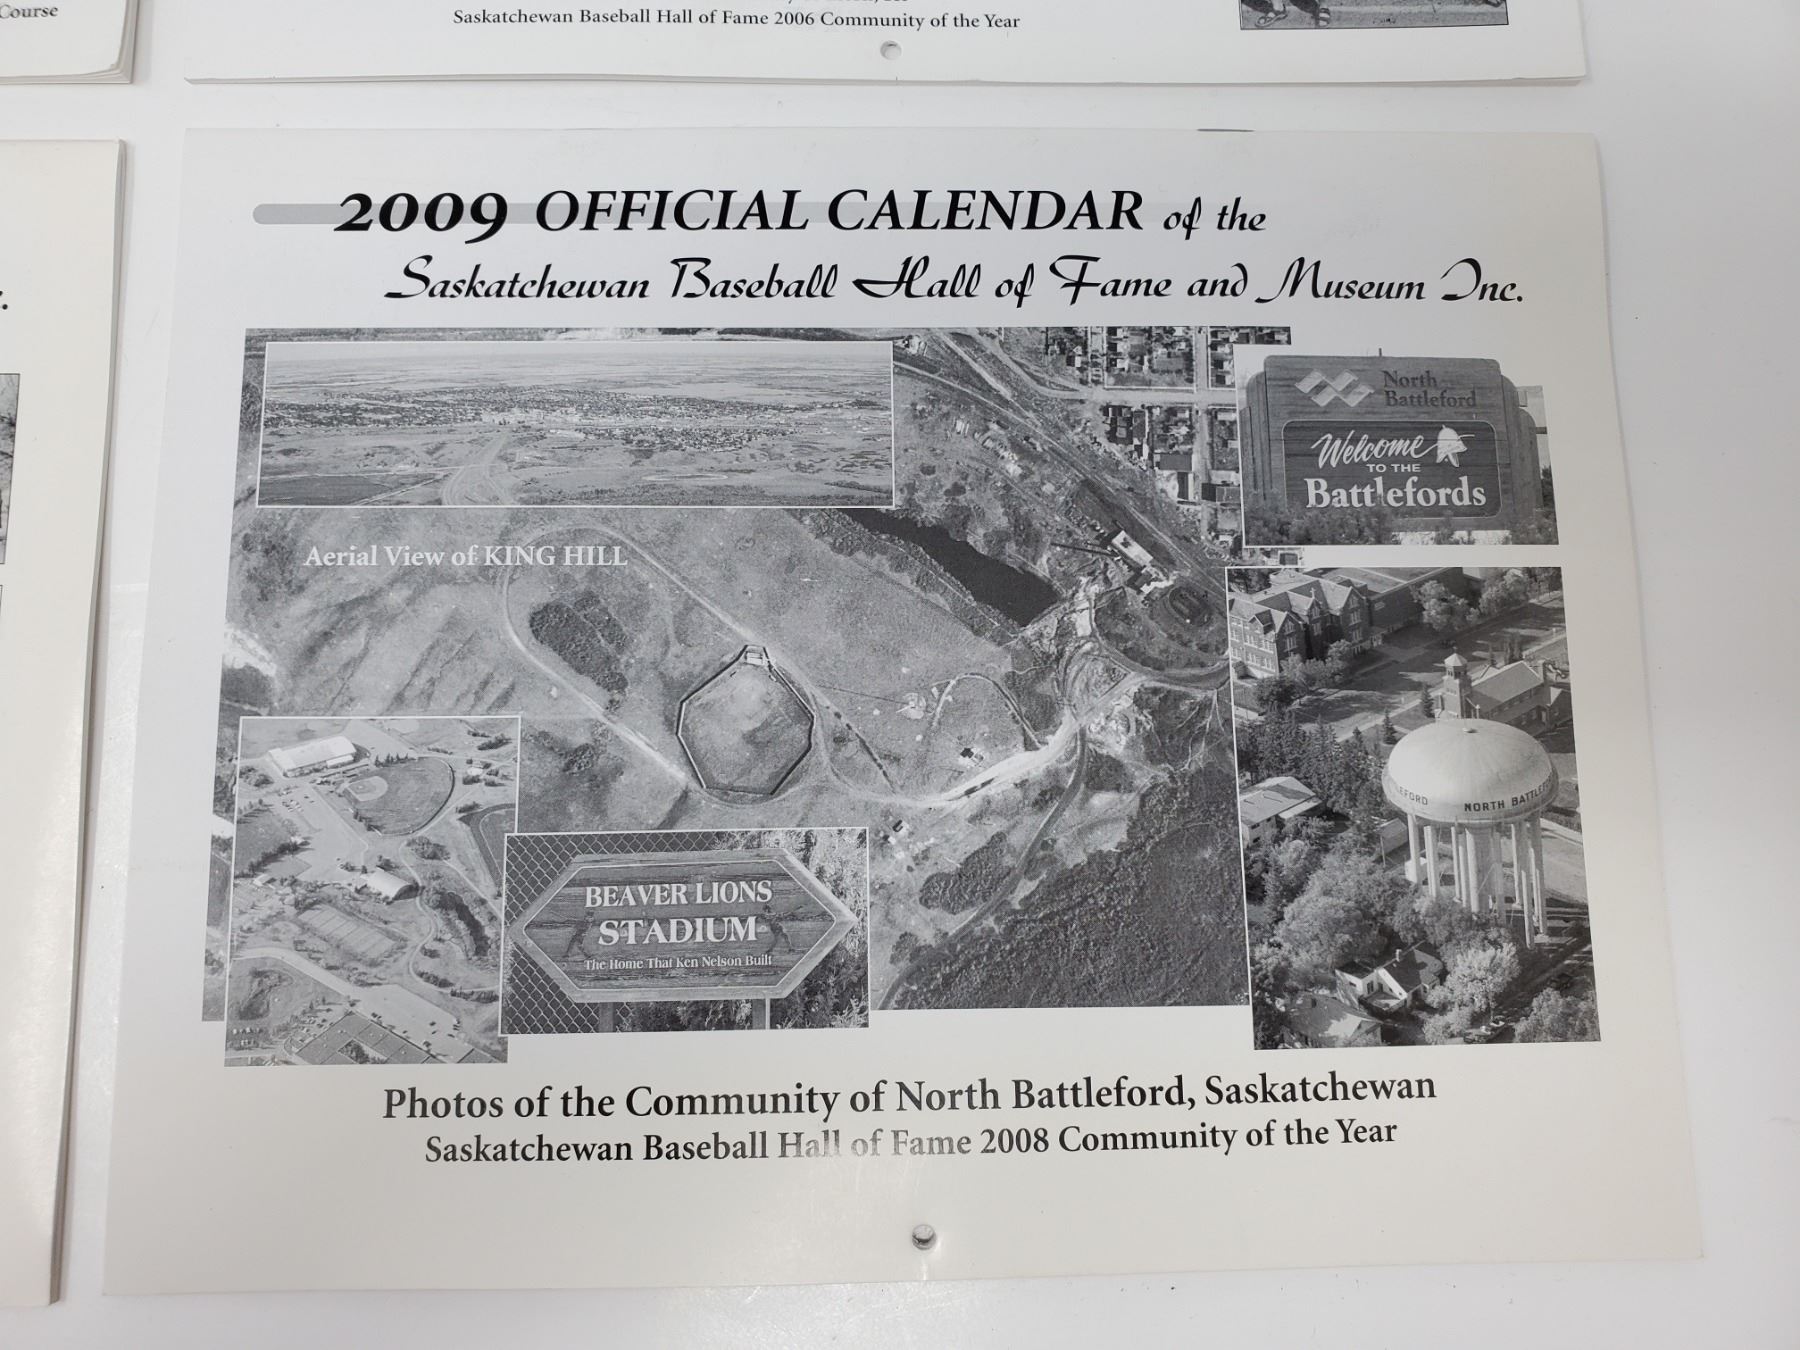 Course
Saskatchewan Baseball Hall of Fame 2006 Community of the Year
2009 OFFICIAL CALENDAR of the
Saskatchewan Baseball Hall of Fame and Museum Inc.
North
Battleford
Welcome
TO THE
Battlefords
Aerial View of KING HILL
LEFORD
NORTH BATTLEF
BEAVER LIONS
STADIUM
The Home That Ken Nelson Built
Photos of the Community of North Battleford, Saskatchewan
Saskatchewan Baseball Hall of Fame 2008 Community of the Year